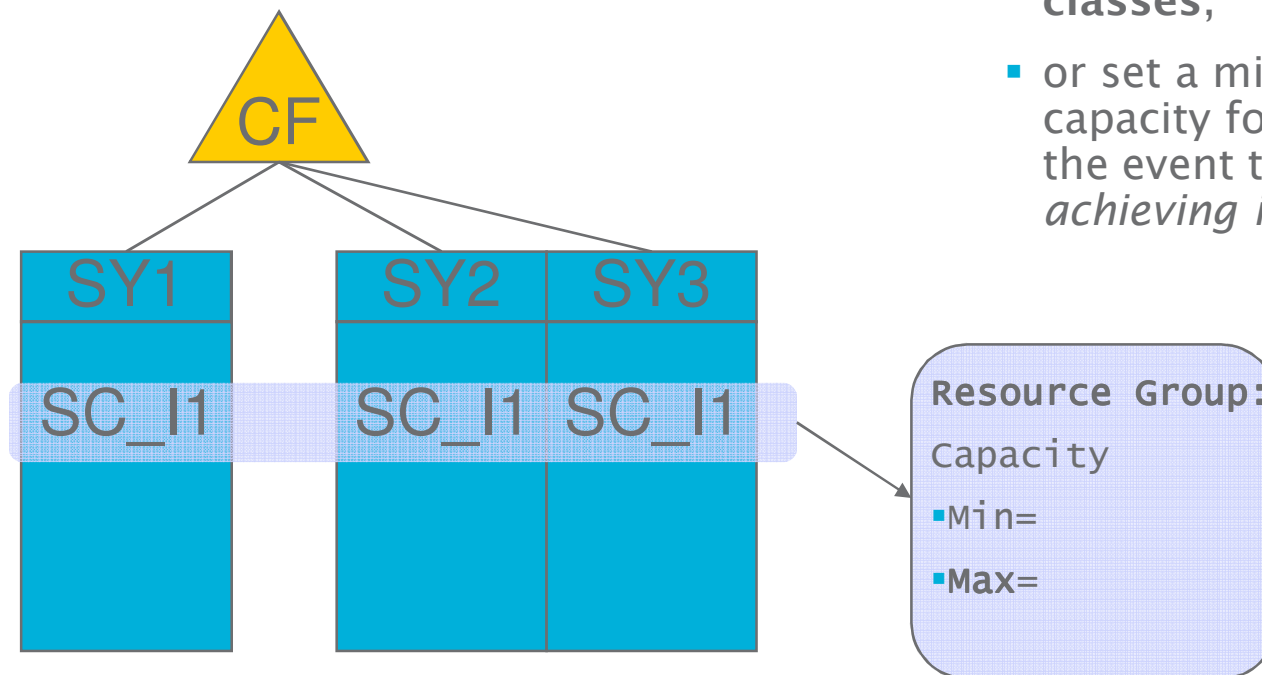 classes,
▪ or set a mi
capacity fo
the event t
achieving i
CF
SY1 SY2 SY3
SC_I1 SC_I1 SC_I1
Resource Group:
Capacity
▪Min=
▪Max=